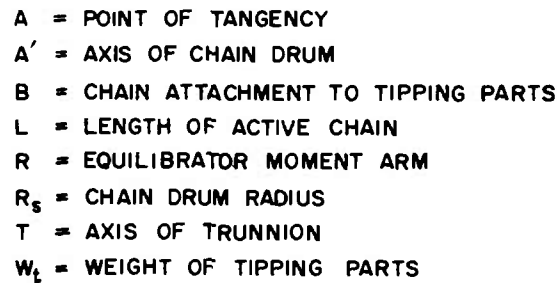 A = POINT OF TANGENCY
A′ = AXIS OF CHAIN DRUM
B = CHAIN ATTACHMENT TO TIPPING PARTS
L = LENGTH OF ACTIVE CHAIN
R = EQUILIBRATOR MOMENT ARM
Rs = CHAIN DRUM RADIUS
T = AXIS OF TRUNNION
Wt = WEIGHT OF TIPPING PARTS